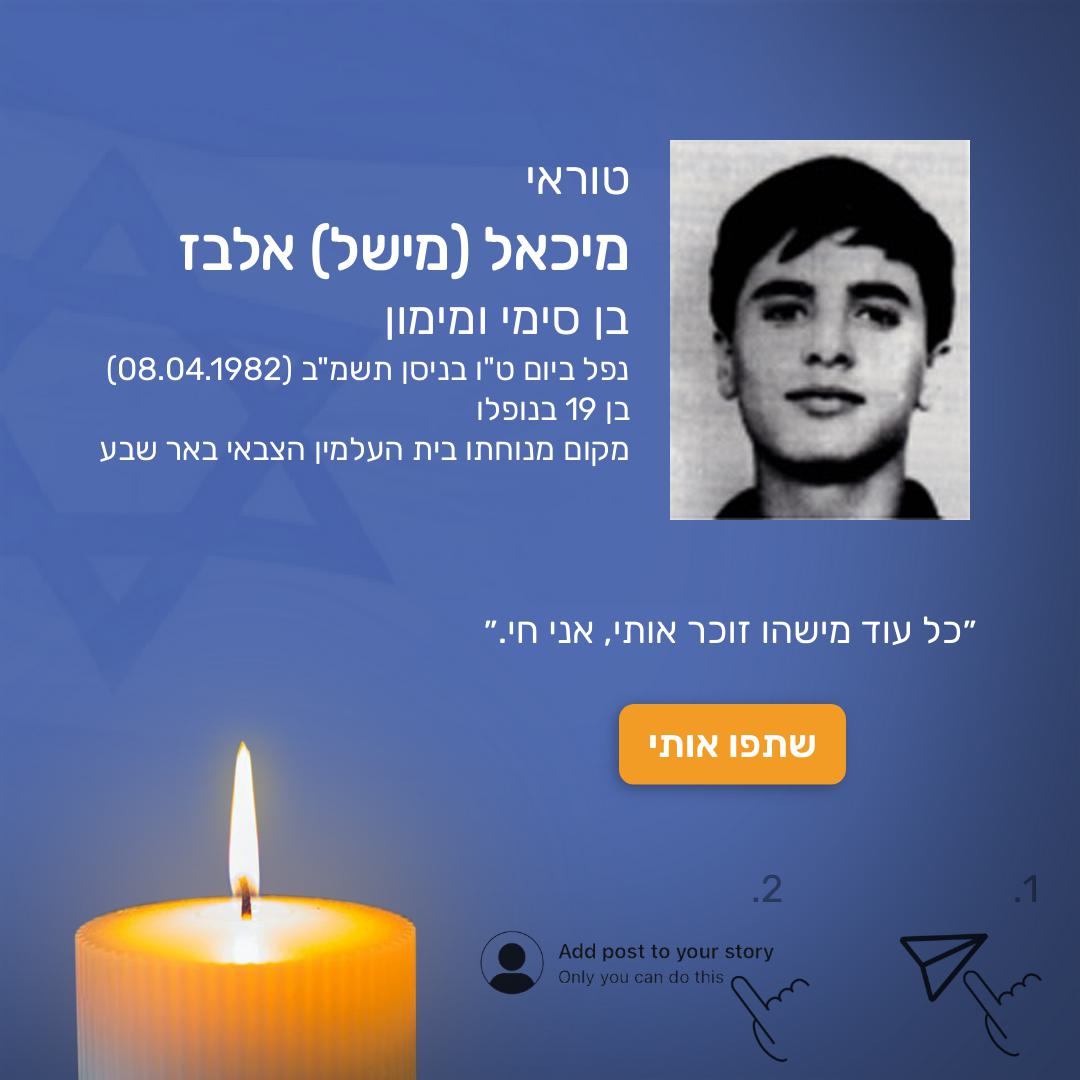 טוראי
מיכאל (מישל) אלבז
בן סימי ומימון
נפל ביום ט"ו בניסן תשמ"ב (08.04.1982)
בן 19 בנופלו
מקום מנוחתו בית העלמין הצבאי באר שבע
״כל עוד מישהו זוכר אותי, אני חי.״
שתפו אותי
1.
2.
Add post to your story
Only you can do this